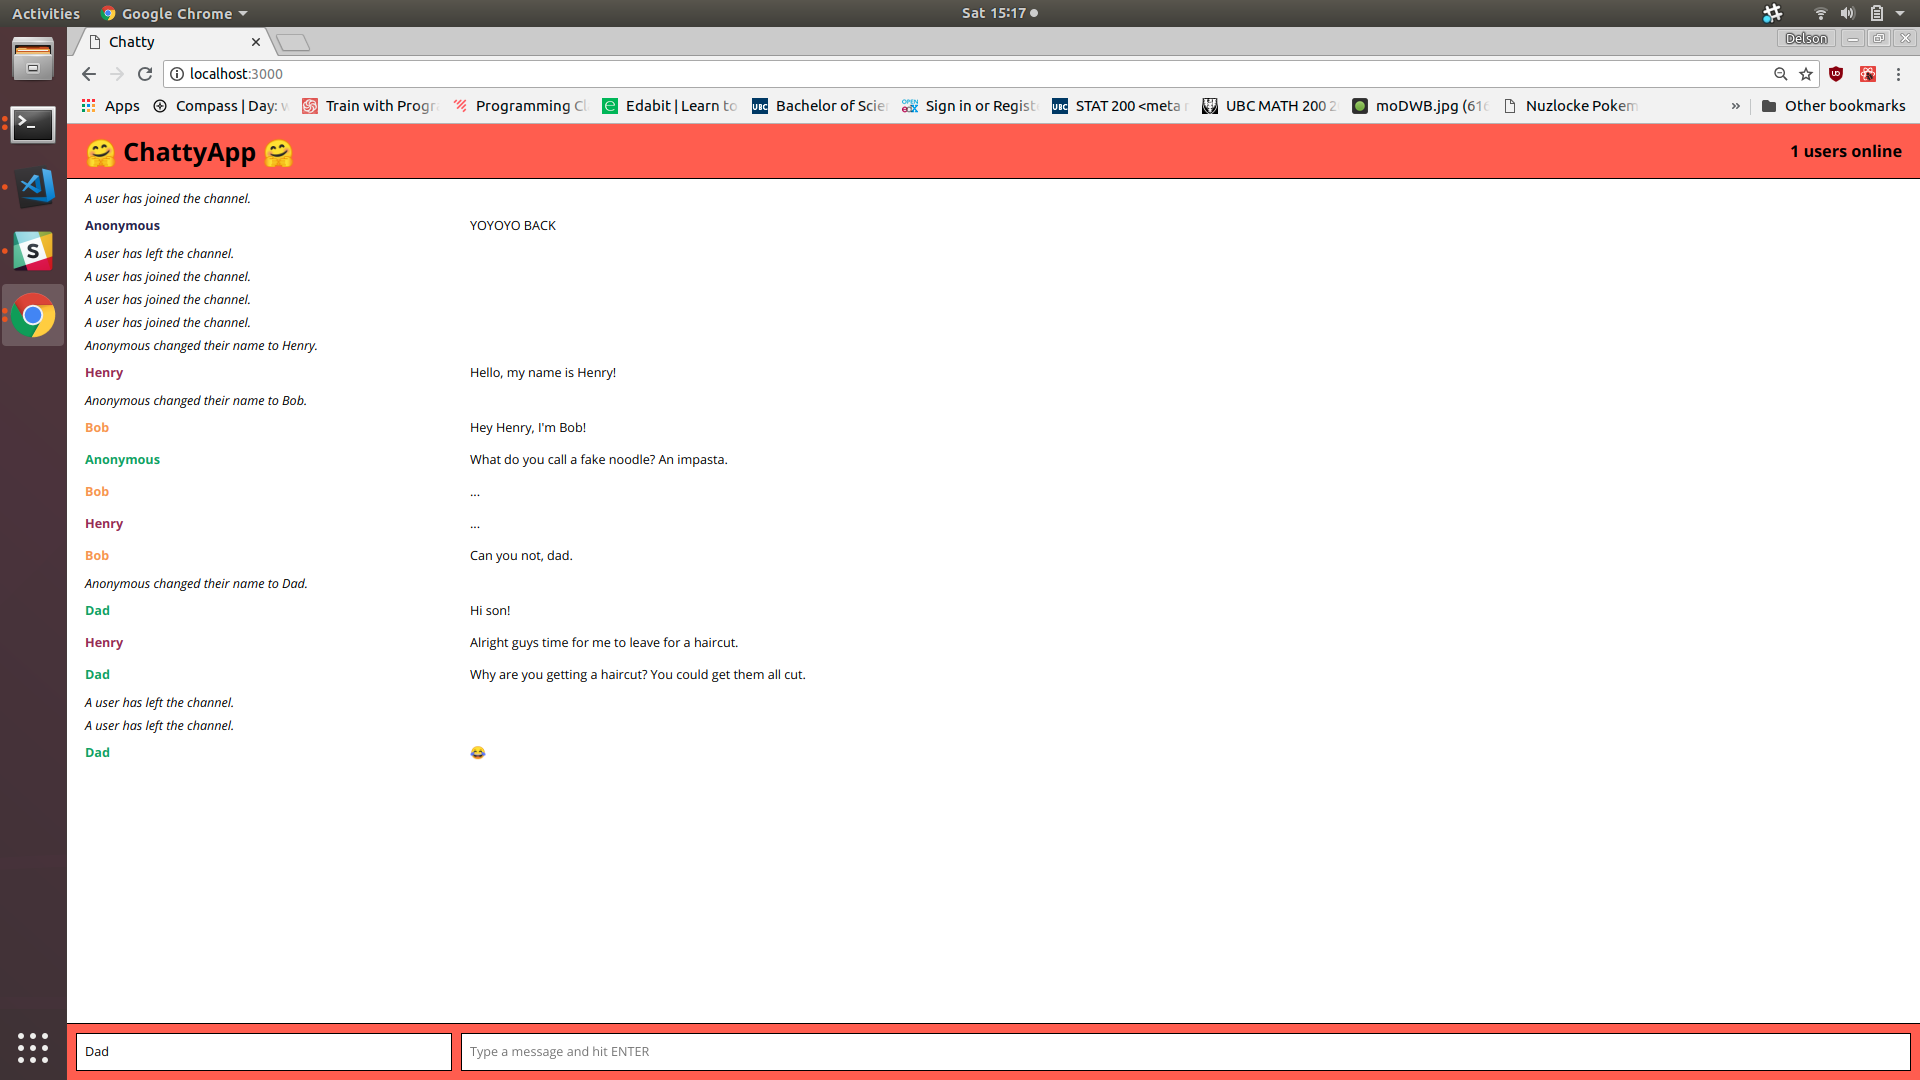 Activities Google Chrome Sat 15:17
Chatty Delson
localhost:3000
Apps Compass | Day: Train with Progr Programming Edabit | Learn to UBC Bachelor of Scie OPEN edX Sign in or Regist UBC STAT 200 <meta UBC MATH 200 moDWB.jpg (616 Nuzlocke Pokem » Other bookmarks
🤗 ChattyApp 🤗 1 users online
A user has joined the channel.
Anonymous YOYOYO BACK
A user has left the channel.
A user has joined the channel.
A user has joined the channel.
A user has joined the channel.
Anonymous changed their name to Henry.
Henry Hello, my name is Henry!
Anonymous changed their name to Bob.
Bob Hey Henry, I'm Bob!
Anonymous What do you call a fake noodle? An impasta.
Bob ...
Henry ...
Bob Can you not, dad.
Anonymous changed their name to Dad.
Dad Hi son!
Henry Alright guys time for me to leave for a haircut.
Dad Why are you getting a haircut? You could get them all cut.
A user has left the channel.
A user has left the channel.
Dad 😂
Dad Type a message and hit ENTER